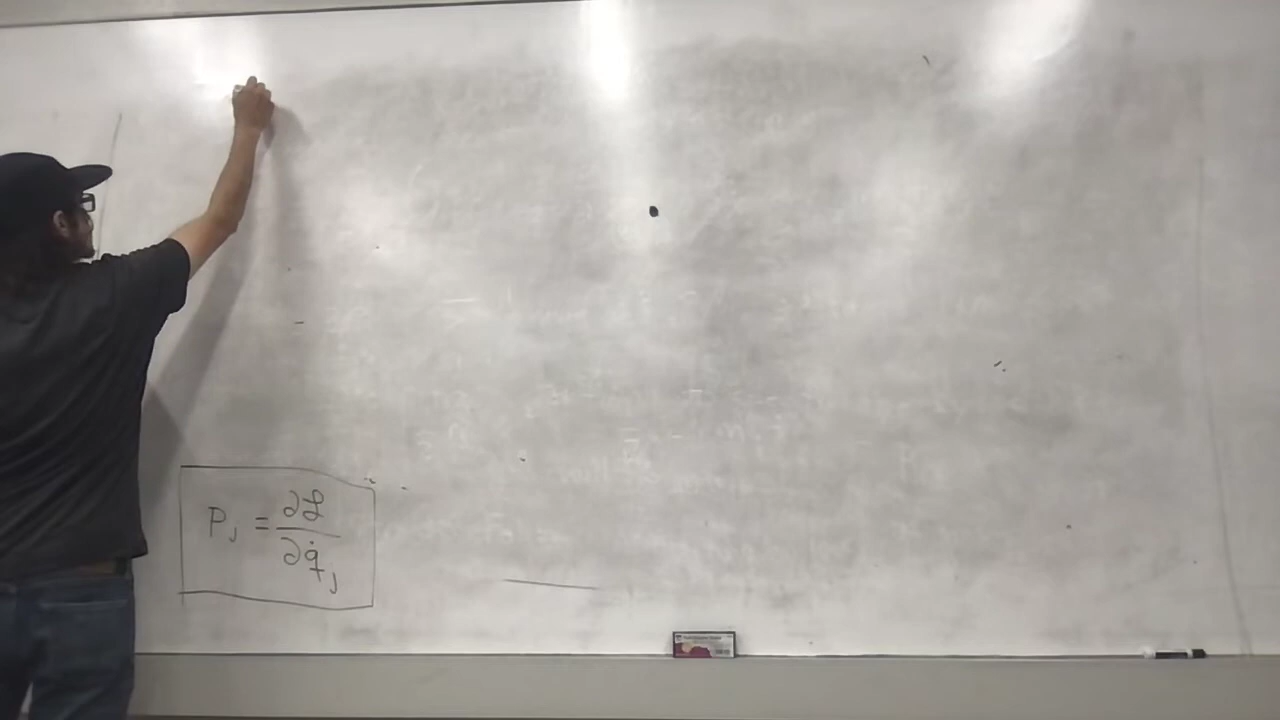 P_j = ∂ℒ/∂q̇_j